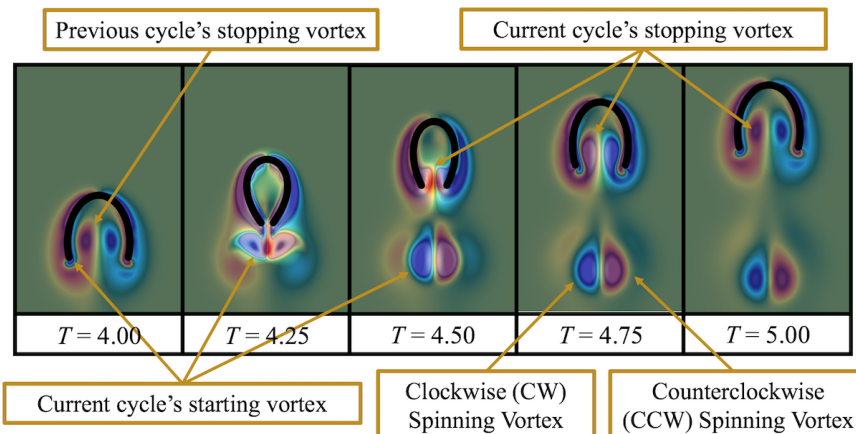 Previous cycle's stopping vortex
Current cycle's stopping vortex
T = 4.00
T = 4.25
T = 4.50
T = 4.75
T = 5.00
Current cycle's starting vortex
Clockwise (CW)
Spinning Vortex
Counterclockwise
(CCW) Spinning Vortex